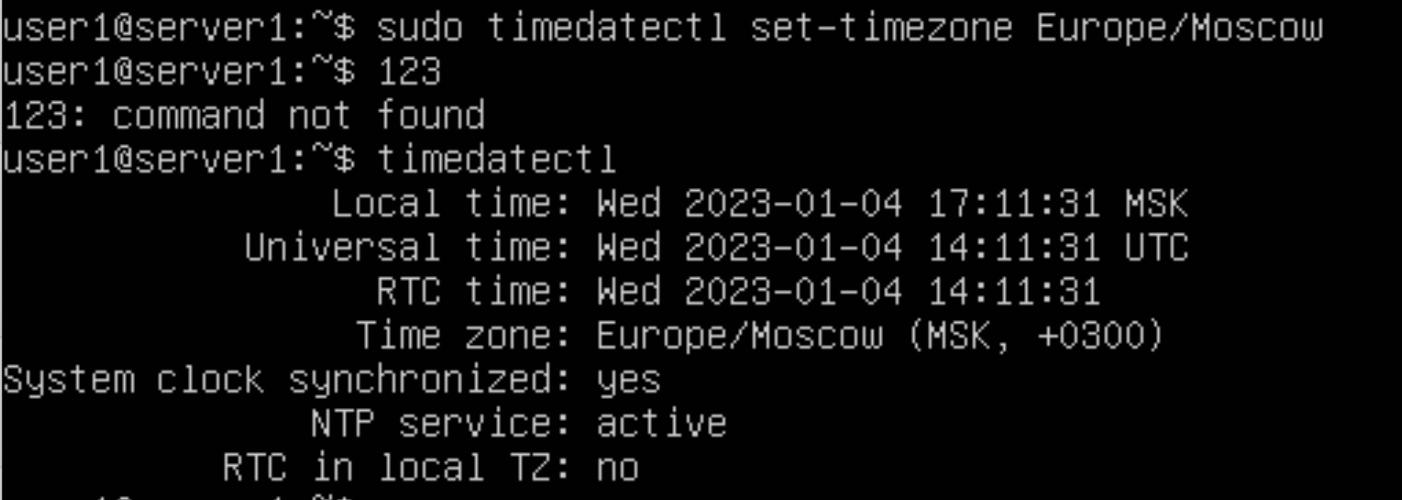 user1@server1:~$ sudo timedatectl set-timezone Europe/Moscow
user1@server1:~$ 123
123: command not found
user1@server1:~$ timedatectl
Local time: Wed 2023-01-04 17:11:31 MSK
Universal time: Wed 2023-01-04 14:11:31 UTC
RTC time: Wed 2023-01-04 14:11:31
Time zone: Europe/Moscow (MSK, +0300)
System clock synchronized: yes
NTP service: active
RTC in local TZ: no